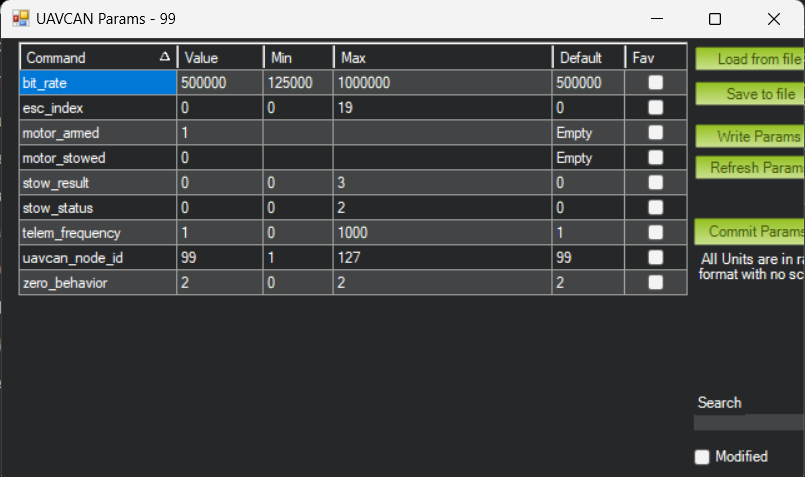 UAVCAN Params - 99
Command Value Min Max Default Fav
bit_rate 500000 125000 1000000 500000
esc_index 0 0 19 0
motor_armed 1 Empty
motor_stowed 0 Empty
stow_result 0 0 3 0
stow_status 0 0 2 0
telem_frequency 1 0 1000 1
uavcan_node_id 99 1 127 99
zero_behavior 2 0 2 2
Load from file
Save to file
Write Params
Refresh Param
Commit Params
All Units are in ra
format with no sc
Search
Modified